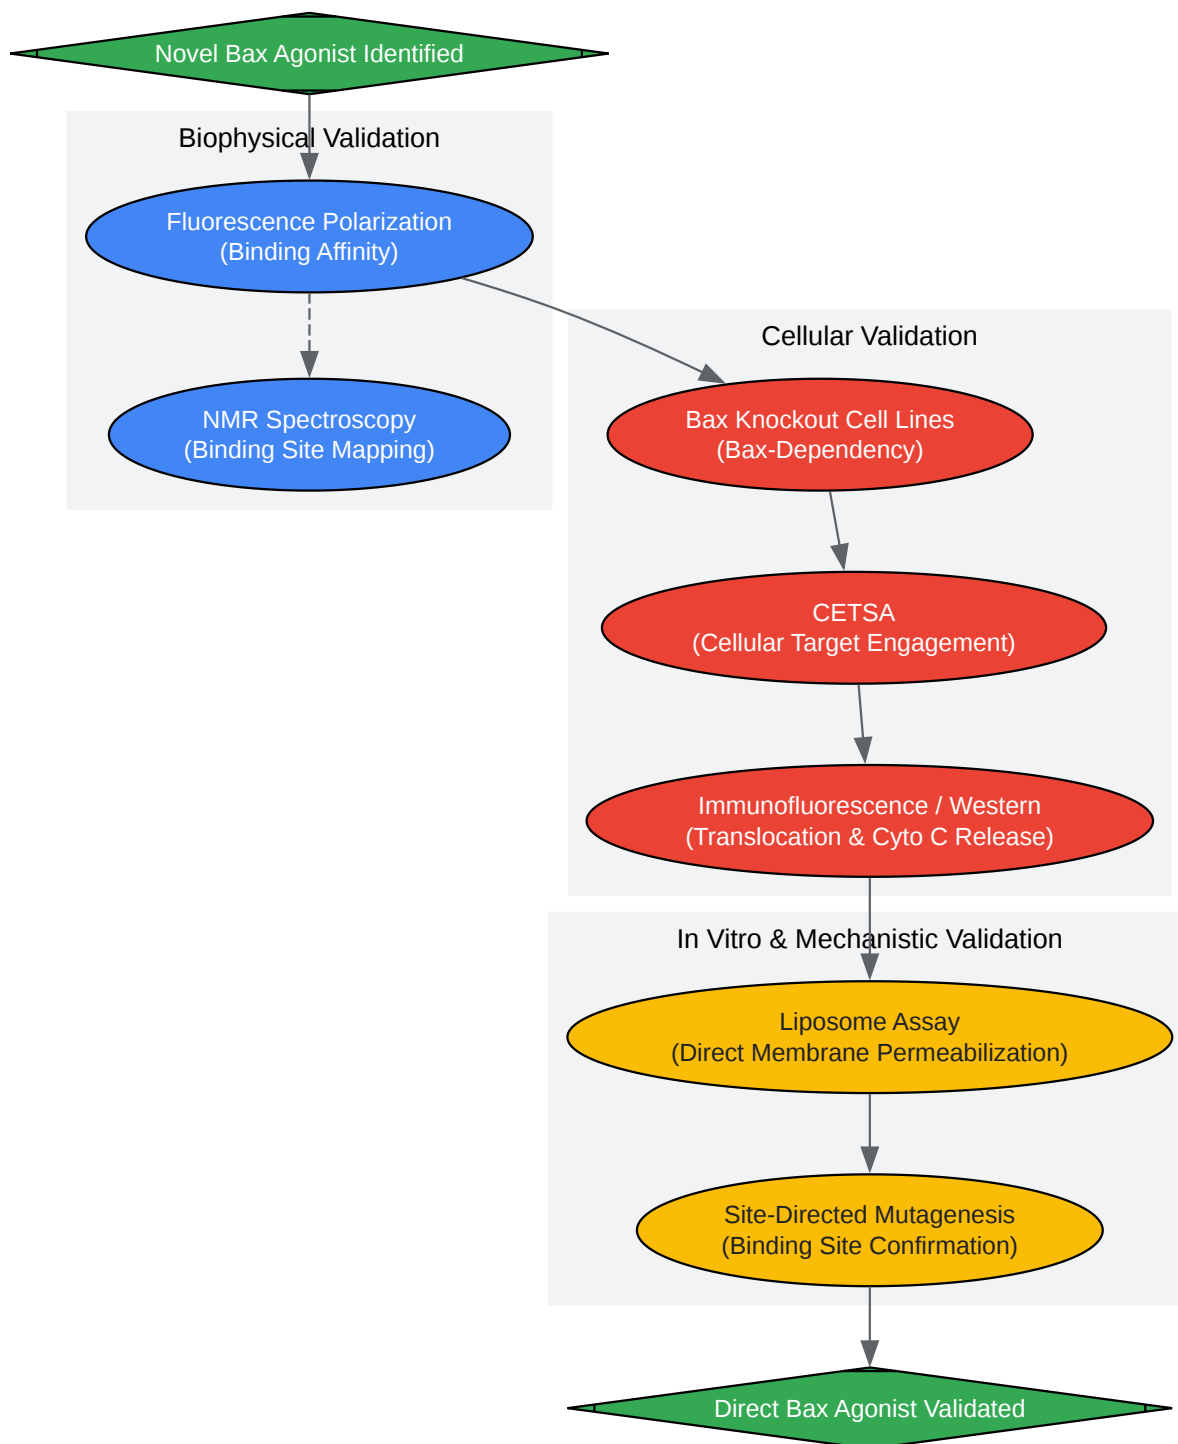 Novel Bax Agonist Identified
Biophysical Validation
Fluorescence Polarization
(Binding Affinity)
Cellular Validation
NMR Spectroscopy
(Binding Site Mapping)
Bax Knockout Cell Lines
(Bax-Dependency)
CETSA
(Cellular Target Engagement)
Immunofluorescence / Western
(Translocation & Cyto C Release)
In Vitro & Mechanistic Validation
Liposome Assay
(Direct Membrane Permeabilization)
Site-Directed Mutagenesis
(Binding Site Confirmation)
Direct Bax Agonist Validated